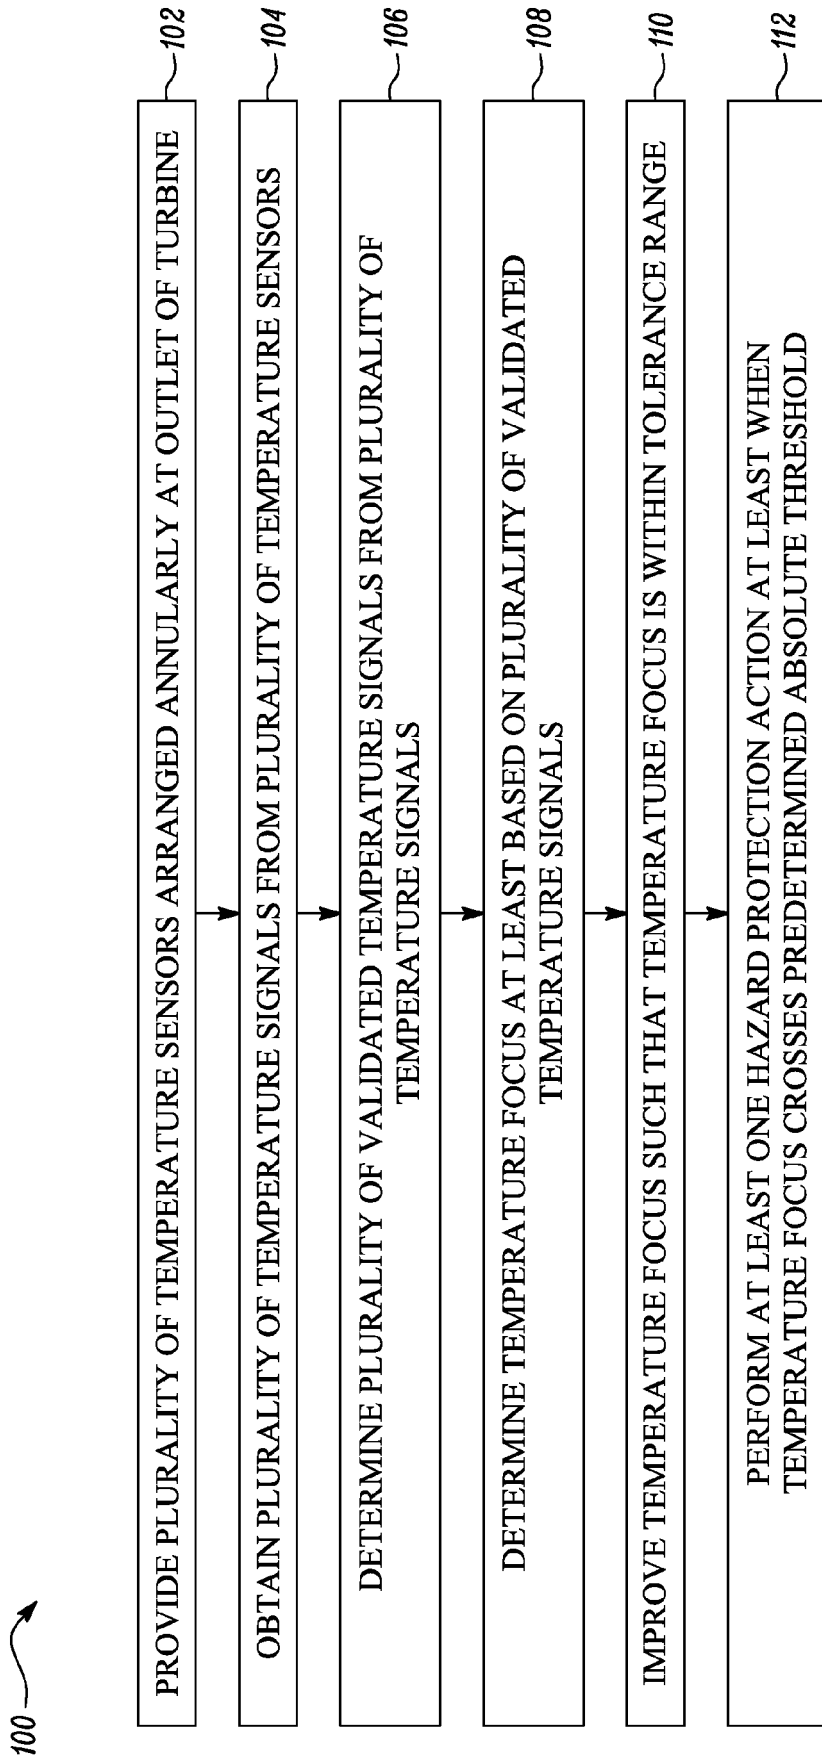 100
PROVIDE PLURALITY OF TEMPERATURE SENSORS ARRANGED ANNULARLY AT OUTLET OF TURBINE
102
OBTAIN PLURALITY OF TEMPERATURE SIGNALS FROM PLURALITY OF TEMPERATURE SENSORS
104
DETERMINE PLURALITY OF VALIDATED TEMPERATURE SIGNALS FROM PLURALITY OF
TEMPERATURE SIGNALS
106
DETERMINE TEMPERATURE FOCUS AT LEAST BASED ON PLURALITY OF VALIDATED
TEMPERATURE SIGNALS
108
IMPROVE TEMPERATURE FOCUS SUCH THAT TEMPERATURE FOCUS IS WITHIN TOLERANCE RANGE
110
PERFORM AT LEAST ONE HAZARD PROTECTION ACTION AT LEAST WHEN
TEMPERATURE FOCUS CROSSES PREDETERMINED ABSOLUTE THRESHOLD
112